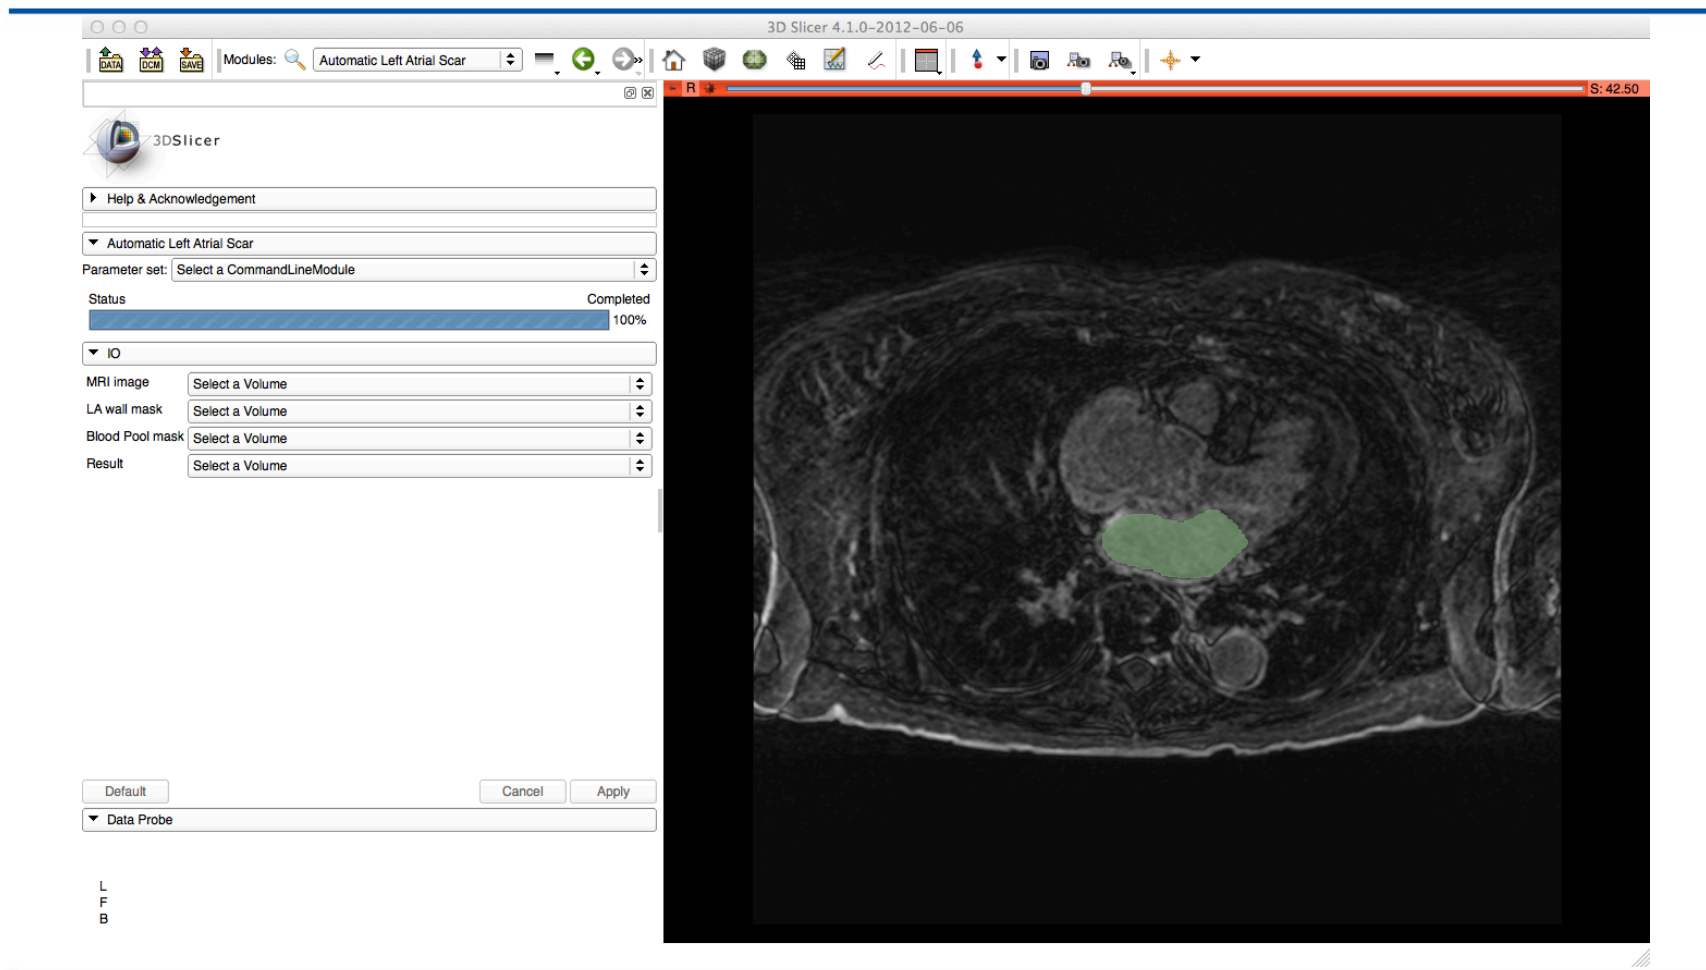 3D Slicer 4.1.0-2012-06-06
DATA DCM SAVE Modules: Automatic Left Atrial Scar
R S: 42.50
3DSlicer
Help & Acknowledgement
Automatic Left Atrial Scar
Parameter set: Select a CommandLineModule
Status Completed
100%
IO
MRI image Select a Volume
LA wall mask Select a Volume
Blood Pool mask Select a Volume
Result Select a Volume
Default Cancel Apply
Data Probe
L
F
B